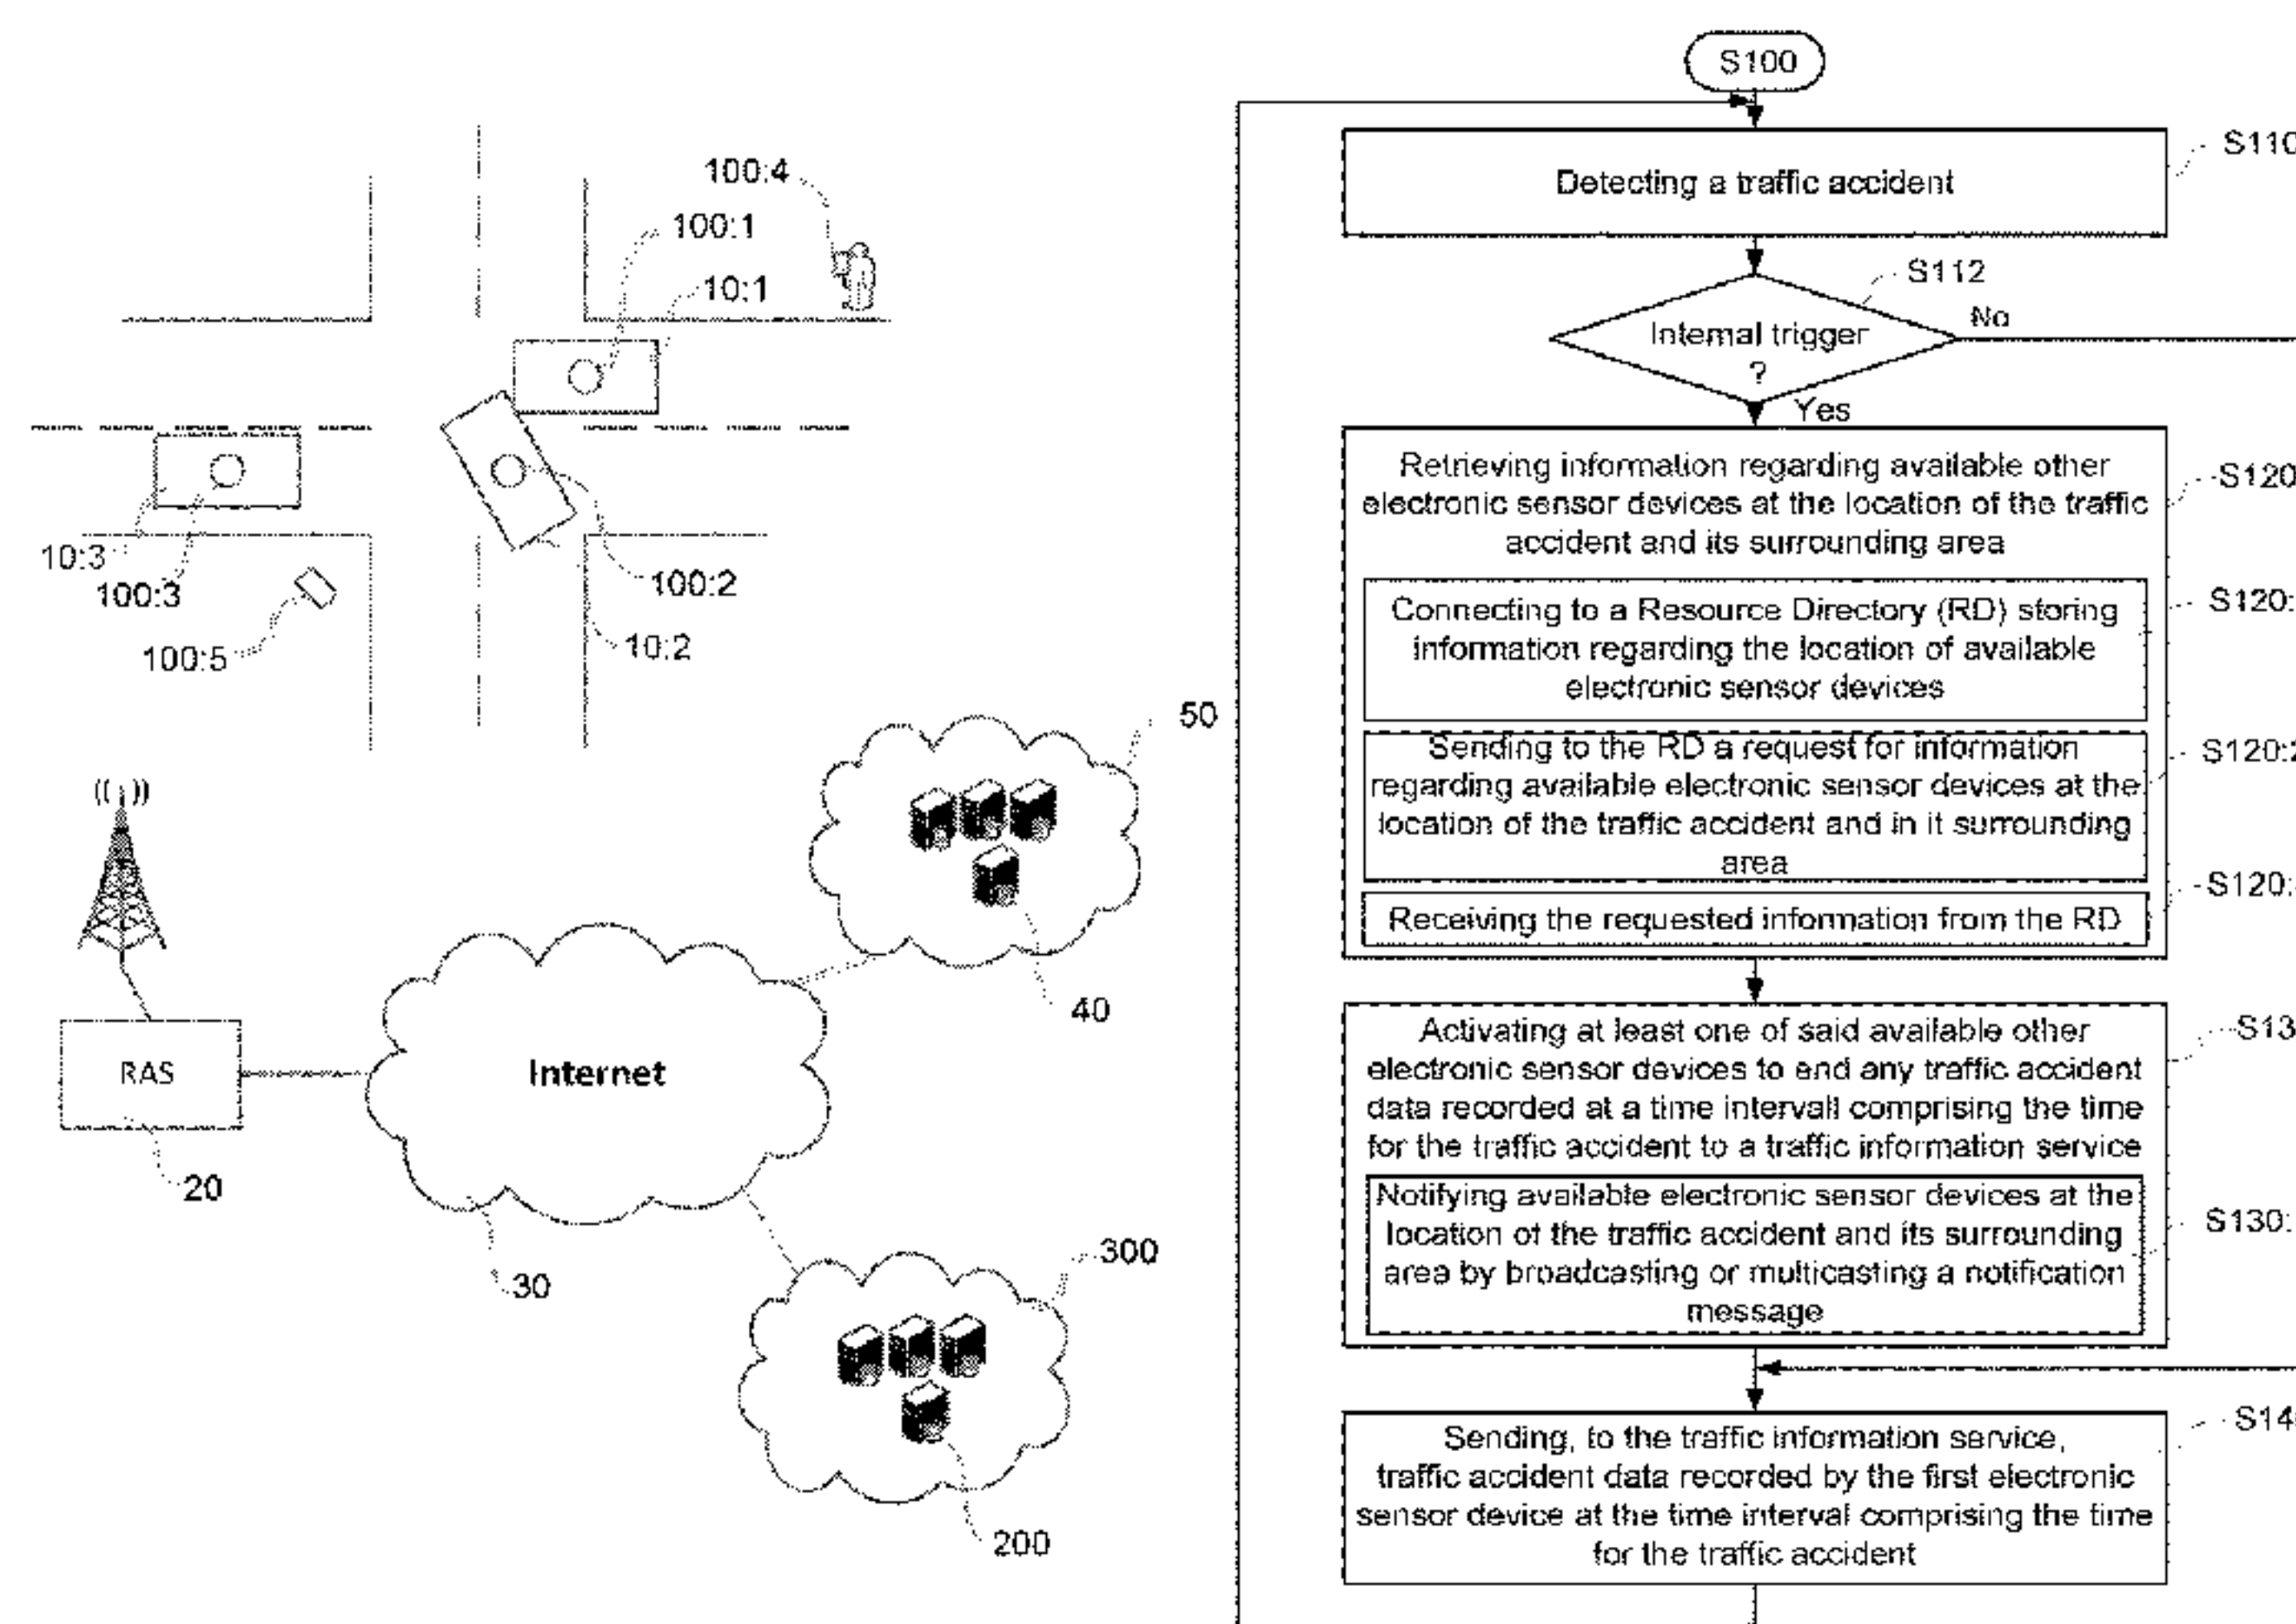 100:4
100:1
10:1
10:3
100:3
100:2
100:5
10:2
50
((·))
40
RAS
Internet
20
30
300
200
S100
S110
Detecting a traffic accident
S112
No
Internal trigger
?
Yes
Retrieving information regarding available other
electronic sensor devices at the location of the traffic
accident and its surrounding area
S120
Connecting to a Resource Directory (RD) storing
information regarding the location of available
electronic sensor devices
S120:
Sending to the RD a request for information
regarding available electronic sensor devices at the
location of the traffic accident and in it surrounding
area
S120:2
Receiving the requested information from the RD
S120:
Activating at least one of said available other
electronic sensor devices to end any traffic accident
data recorded at a time intervall comprising the time
for the traffic accident to a traffic information service
S13
Notifying available electronic sensor devices at the
location of the traffic accident and its surrounding
area by broadcasting or multicasting a notification
message
S130:
Sending, to the traffic information service,
traffic accident data recorded by the first electronic
sensor device at the time interval comprising the time
for the traffic accident
S14